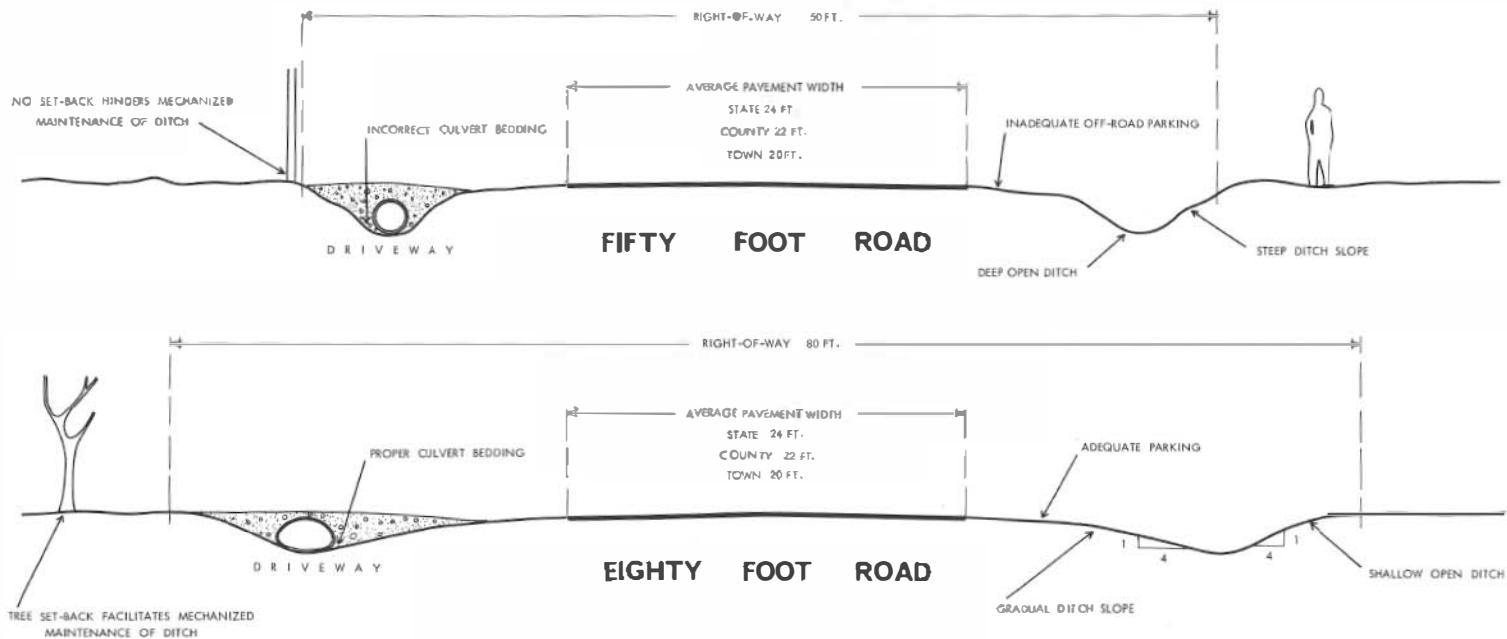 RIGHT-OF-WAY 50FT.
AVERAGE PAVEMENT WIDTH
STATE 24 FT
COUNTY 22 FT.
TOWN 20FT.
NO SET-BACK HINDERS MECHANIZED
MAINTENANCE OF DITCH
INCORRECT CULVERT BEDDING
INADEQUATE OFF-ROAD PARKING
DRIVEWAY
FIFTY FOOT ROAD
DEEP OPEN DITCH
STEEP DITCH SLOPE
RIGHT-OF-WAY 80 FT.
AVERAGE PAVEMENT WIDTH
STATE 24 FT.
COUNTY 22 FT.
TOWN 20 FT.
PROPER CULVERT BEDDING
ADEQUATE PARKING
1
4
4
1
DRIVEWAY
EIGHTY FOOT ROAD
SHALLOW OPEN DITCH
GRADUAL DITCH SLOPE
TREE SET-BACK FACILITATES MECHANIZED
MAINTENANCE OF DITCH